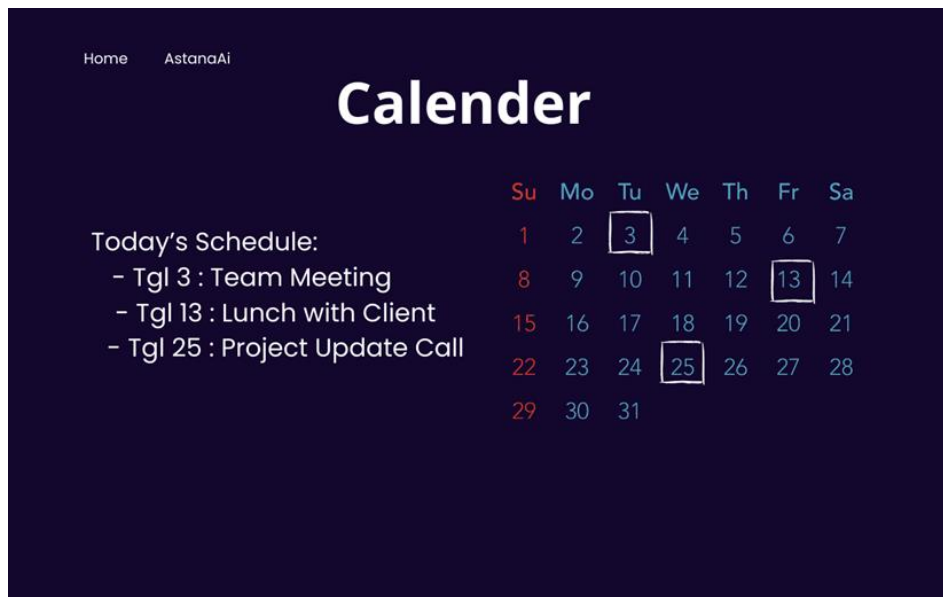 Home AstanaAi
Calender
Today's Schedule:
- Tgl 3 : Team Meeting
- Tgl 13 : Lunch with Client
- Tgl 25 : Project Update Call
Su Mo Tu We Th Fr Sa
1 2 3 4 5 6 7
8 9 10 11 12 13 14
15 16 17 18 19 20 21
22 23 24 25 26 27 28
29 30 31